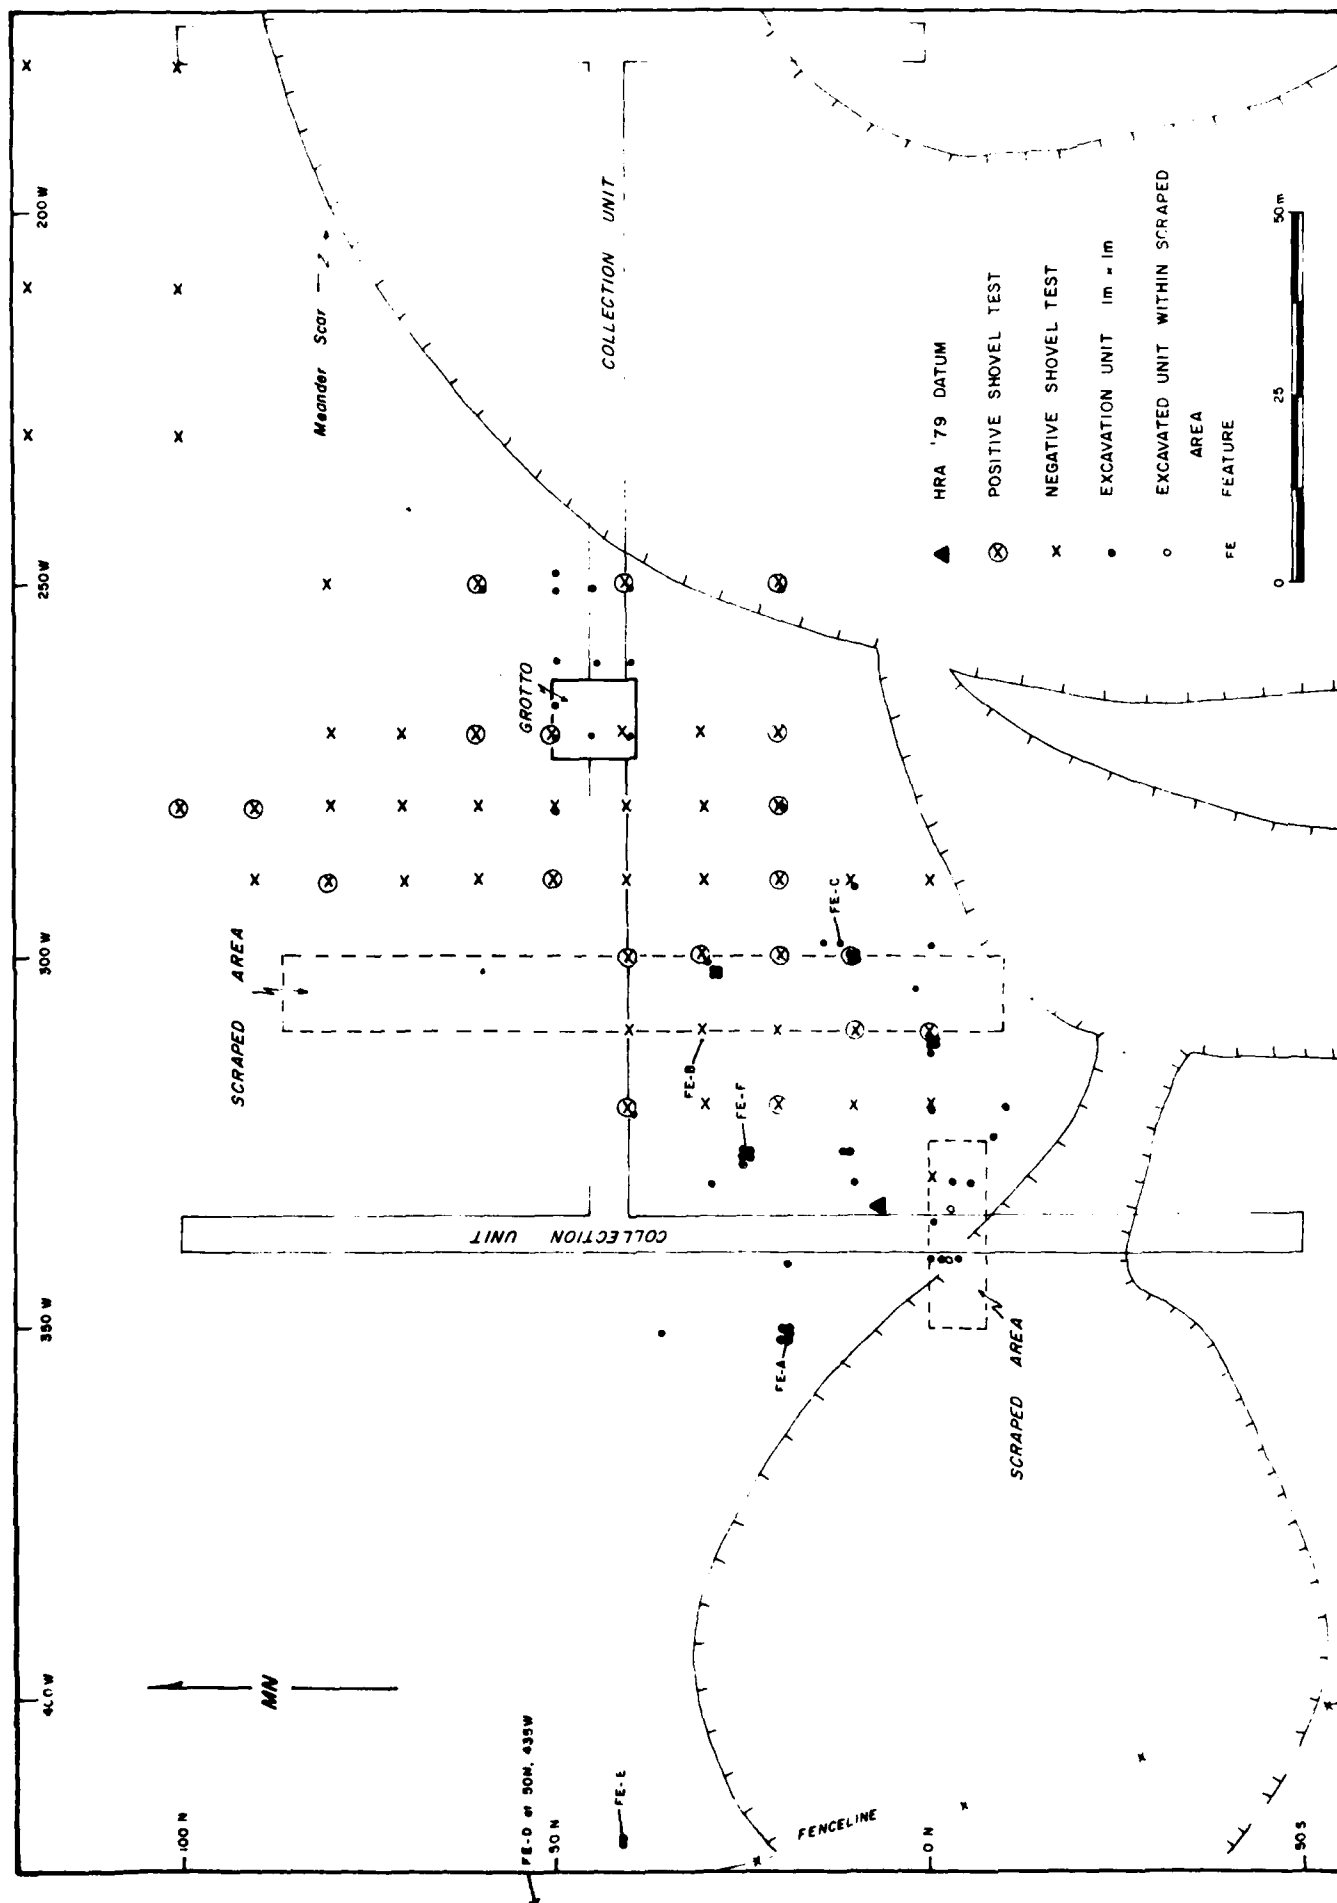 400 W
350 W
300 W
250 W
200 W
100 N
50 N
0 N
50 S
MN
FE-D at 50N, 435W
FE-E
FENCELINE
SCRAPED AREA
COLLECTION UNIT
FE-A
FE-F
FE-B
FE-C
GROTTO
SCRAPED AREA
COLLECTION UNIT
Meander Scar
HRA '79 DATUM
POSITIVE SHOVEL TEST
NEGATIVE SHOVEL TEST
EXCAVATION UNIT 1m x 1m
EXCAVATED UNIT WITHIN SCRAPED
AREA
FE FEATURE
0 25 50 m